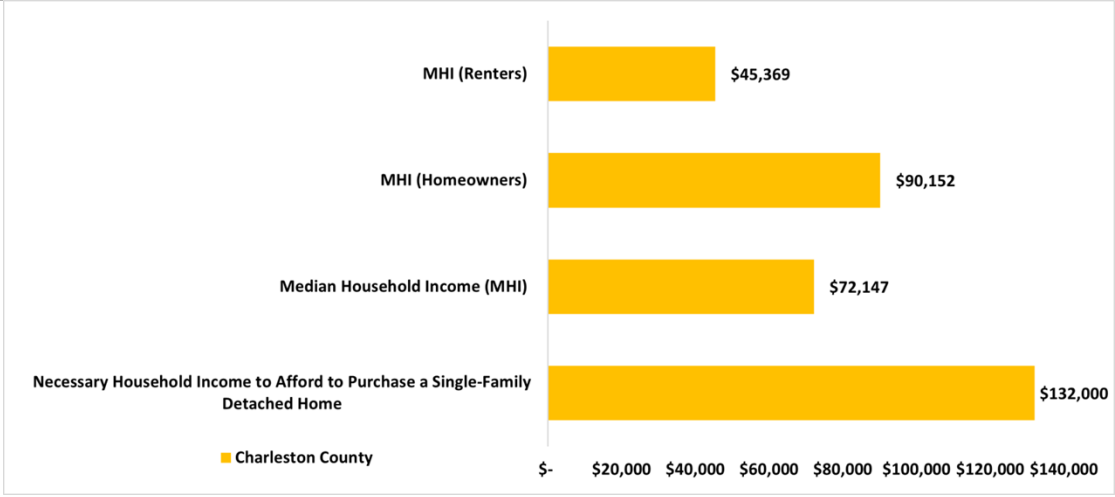 MHI (Renters)
$45,369
MHI (Homeowners)
$90,152
Median Household Income (MHI)
$72,147
Necessary Household Income to Afford to Purchase a Single-Family
Detached Home
$132,000
Charleston County
$- $20,000 $40,000 $60,000 $80,000 $100,000 $120,000 $140,000